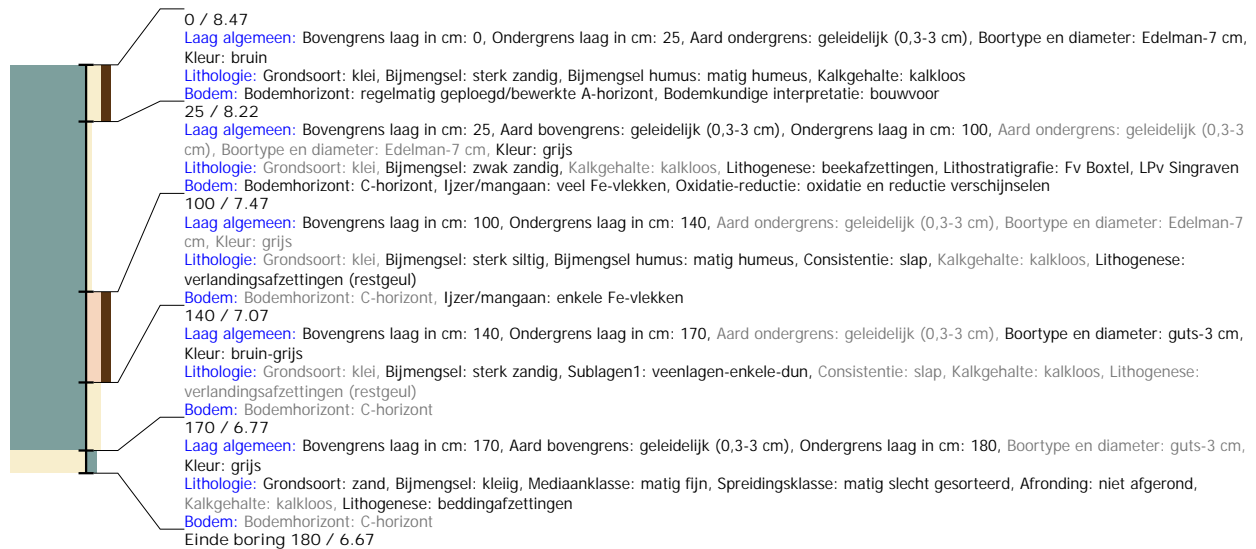 0 / 8.47
Laag algemeen: Bovengrens laag in cm: 0, Ondergrens laag in cm: 25, Aard ondergrens: geleidelijk (0,3-3 cm), Boortype en diameter: Edelman-7 cm,
Kleur: bruin
Lithologie: Grondsoort: klei, Bijmengsel: sterk zandig, Bijmengsel humus: matig humeus, Kalkgehalte: kalkloos
Bodem: Bodemhorizont: regelmatig geploegd/bewerkte A-horizont, Bodemkundige interpretatie: bouwvoor
25 / 8.22
Laag algemeen: Bovengrens laag in cm: 25, Aard bovengrens: geleidelijk (0,3-3 cm), Ondergrens laag in cm: 100, Aard ondergrens: geleidelijk (0,3-3
cm), Boortype en diameter: Edelman-7 cm, Kleur: grijs
Lithologie: Grondsoort: klei, Bijmengsel: zwak zandig, Kalkgehalte: kalkloos, Lithogenese: beekafzettingen, Lithostratigrafie: Fv Boxtel, LPv Singraven
Bodem: Bodemhorizont: C-horizont, Ijzer/mangaan: veel Fe-vlekken, Oxidatie-reductie: oxidatie en reductie verschijnselen
100 / 7.47
Laag algemeen: Bovengrens laag in cm: 100, Ondergrens laag in cm: 140, Aard ondergrens: geleidelijk (0,3-3 cm), Boortype en diameter: Edelman-7
cm, Kleur: grijs
Lithologie: Grondsoort: klei, Bijmengsel: sterk siltig, Bijmengsel humus: matig humeus, Consistentie: slap, Kalkgehalte: kalkloos, Lithogenese:
verlandingsafzettingen (restgeul)
Bodem: Bodemhorizont: C-horizont, Ijzer/mangaan: enkele Fe-vlekken
140 / 7.07
Laag algemeen: Bovengrens laag in cm: 140, Ondergrens laag in cm: 170, Aard ondergrens: geleidelijk (0,3-3 cm), Boortype en diameter: guts-3 cm,
Kleur: bruin-grijs
Lithologie: Grondsoort: klei, Bijmengsel: sterk zandig, Sublagen1: veenlagen-enkele-dun, Consistentie: slap, Kalkgehalte: kalkloos, Lithogenese:
verlandingsafzettingen (restgeul)
Bodem: Bodemhorizont: C-horizont
170 / 6.77
Laag algemeen: Bovengrens laag in cm: 170, Aard bovengrens: geleidelijk (0,3-3 cm), Ondergrens laag in cm: 180, Boortype en diameter: guts-3 cm,
Kleur: grijs
Lithologie: Grondsoort: zand, Bijmengsel: kleiig, Mediaanklasse: matig fijn, Spreidingsklasse: matig slecht gesorteerd, Afronding: niet afgerond,
Kalkgehalte: kalkloos, Lithogenese: beddingafzettingen
Bodem: Bodemhorizont: C-horizont
Einde boring 180 / 6.67